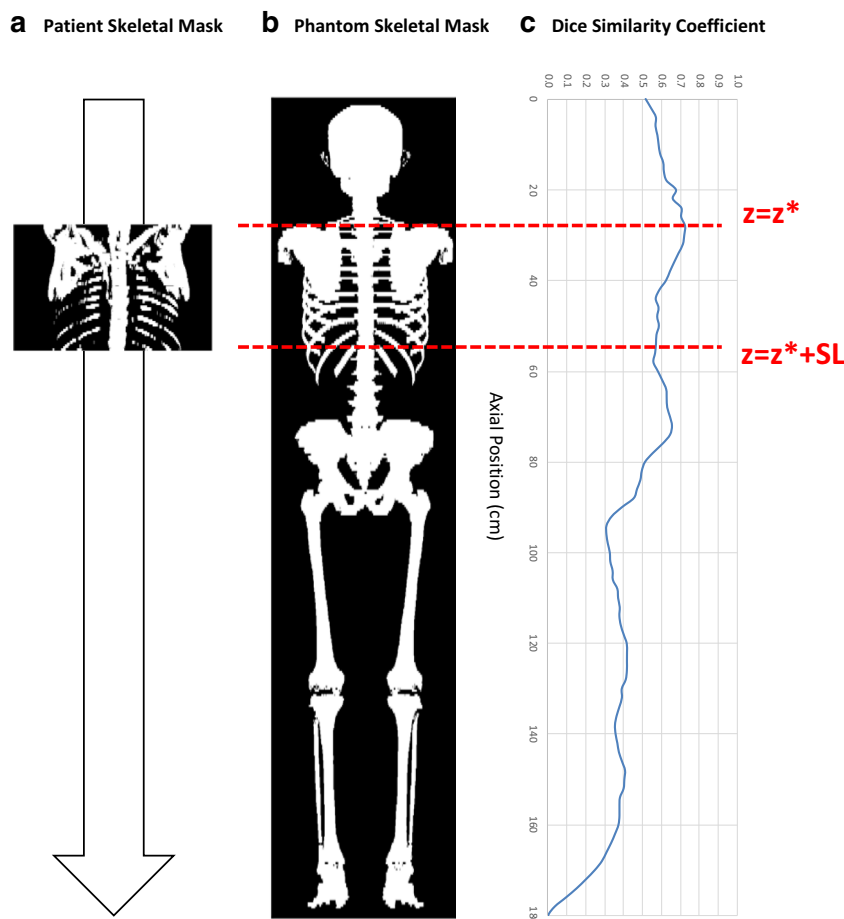 a Patient Skeletal Mask
b Phantom Skeletal Mask
c Dice Similarity Coefficient
0.0 0.1 0.2 0.3 0.4 0.5 0.6 0.7 0.8 0.9 1.0
0
20
z=z*
40
z=z*+SL
60
Axial Position (cm)
80
100
120
140
160
18